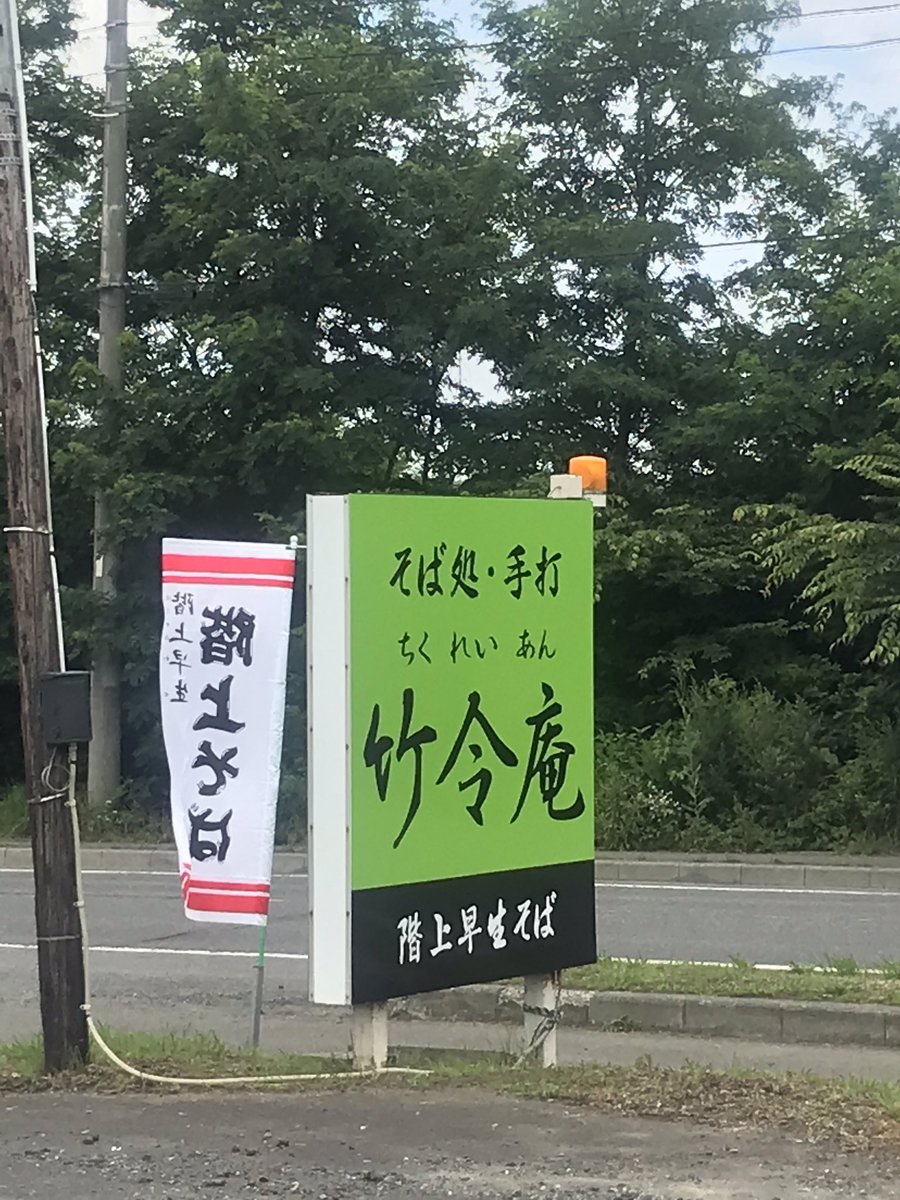 そば処・手打
ちくれいあん
竹令庵
階上早生そば
階上早生
階上そば